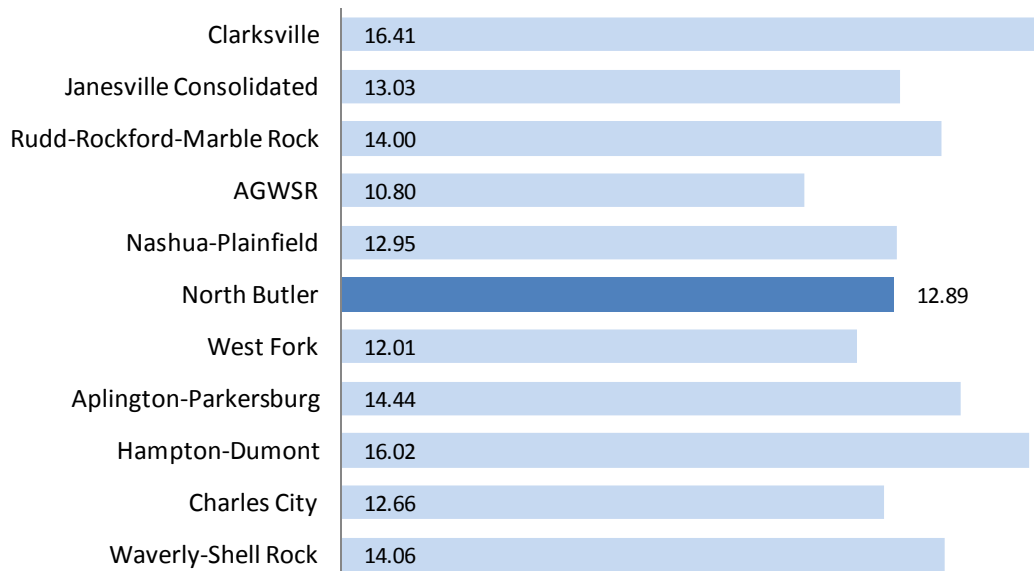 Clarksville 16.41
Janesville Consolidated 13.03
Rudd-Rockford-Marble Rock 14.00
AGWSR 10.80
Nashua-Plainfield 12.95
North Butler 12.89
West Fork 12.01
Aplington-Parkersburg 14.44
Hampton-Dumont 16.02
Charles City 12.66
Waverly-Shell Rock 14.06